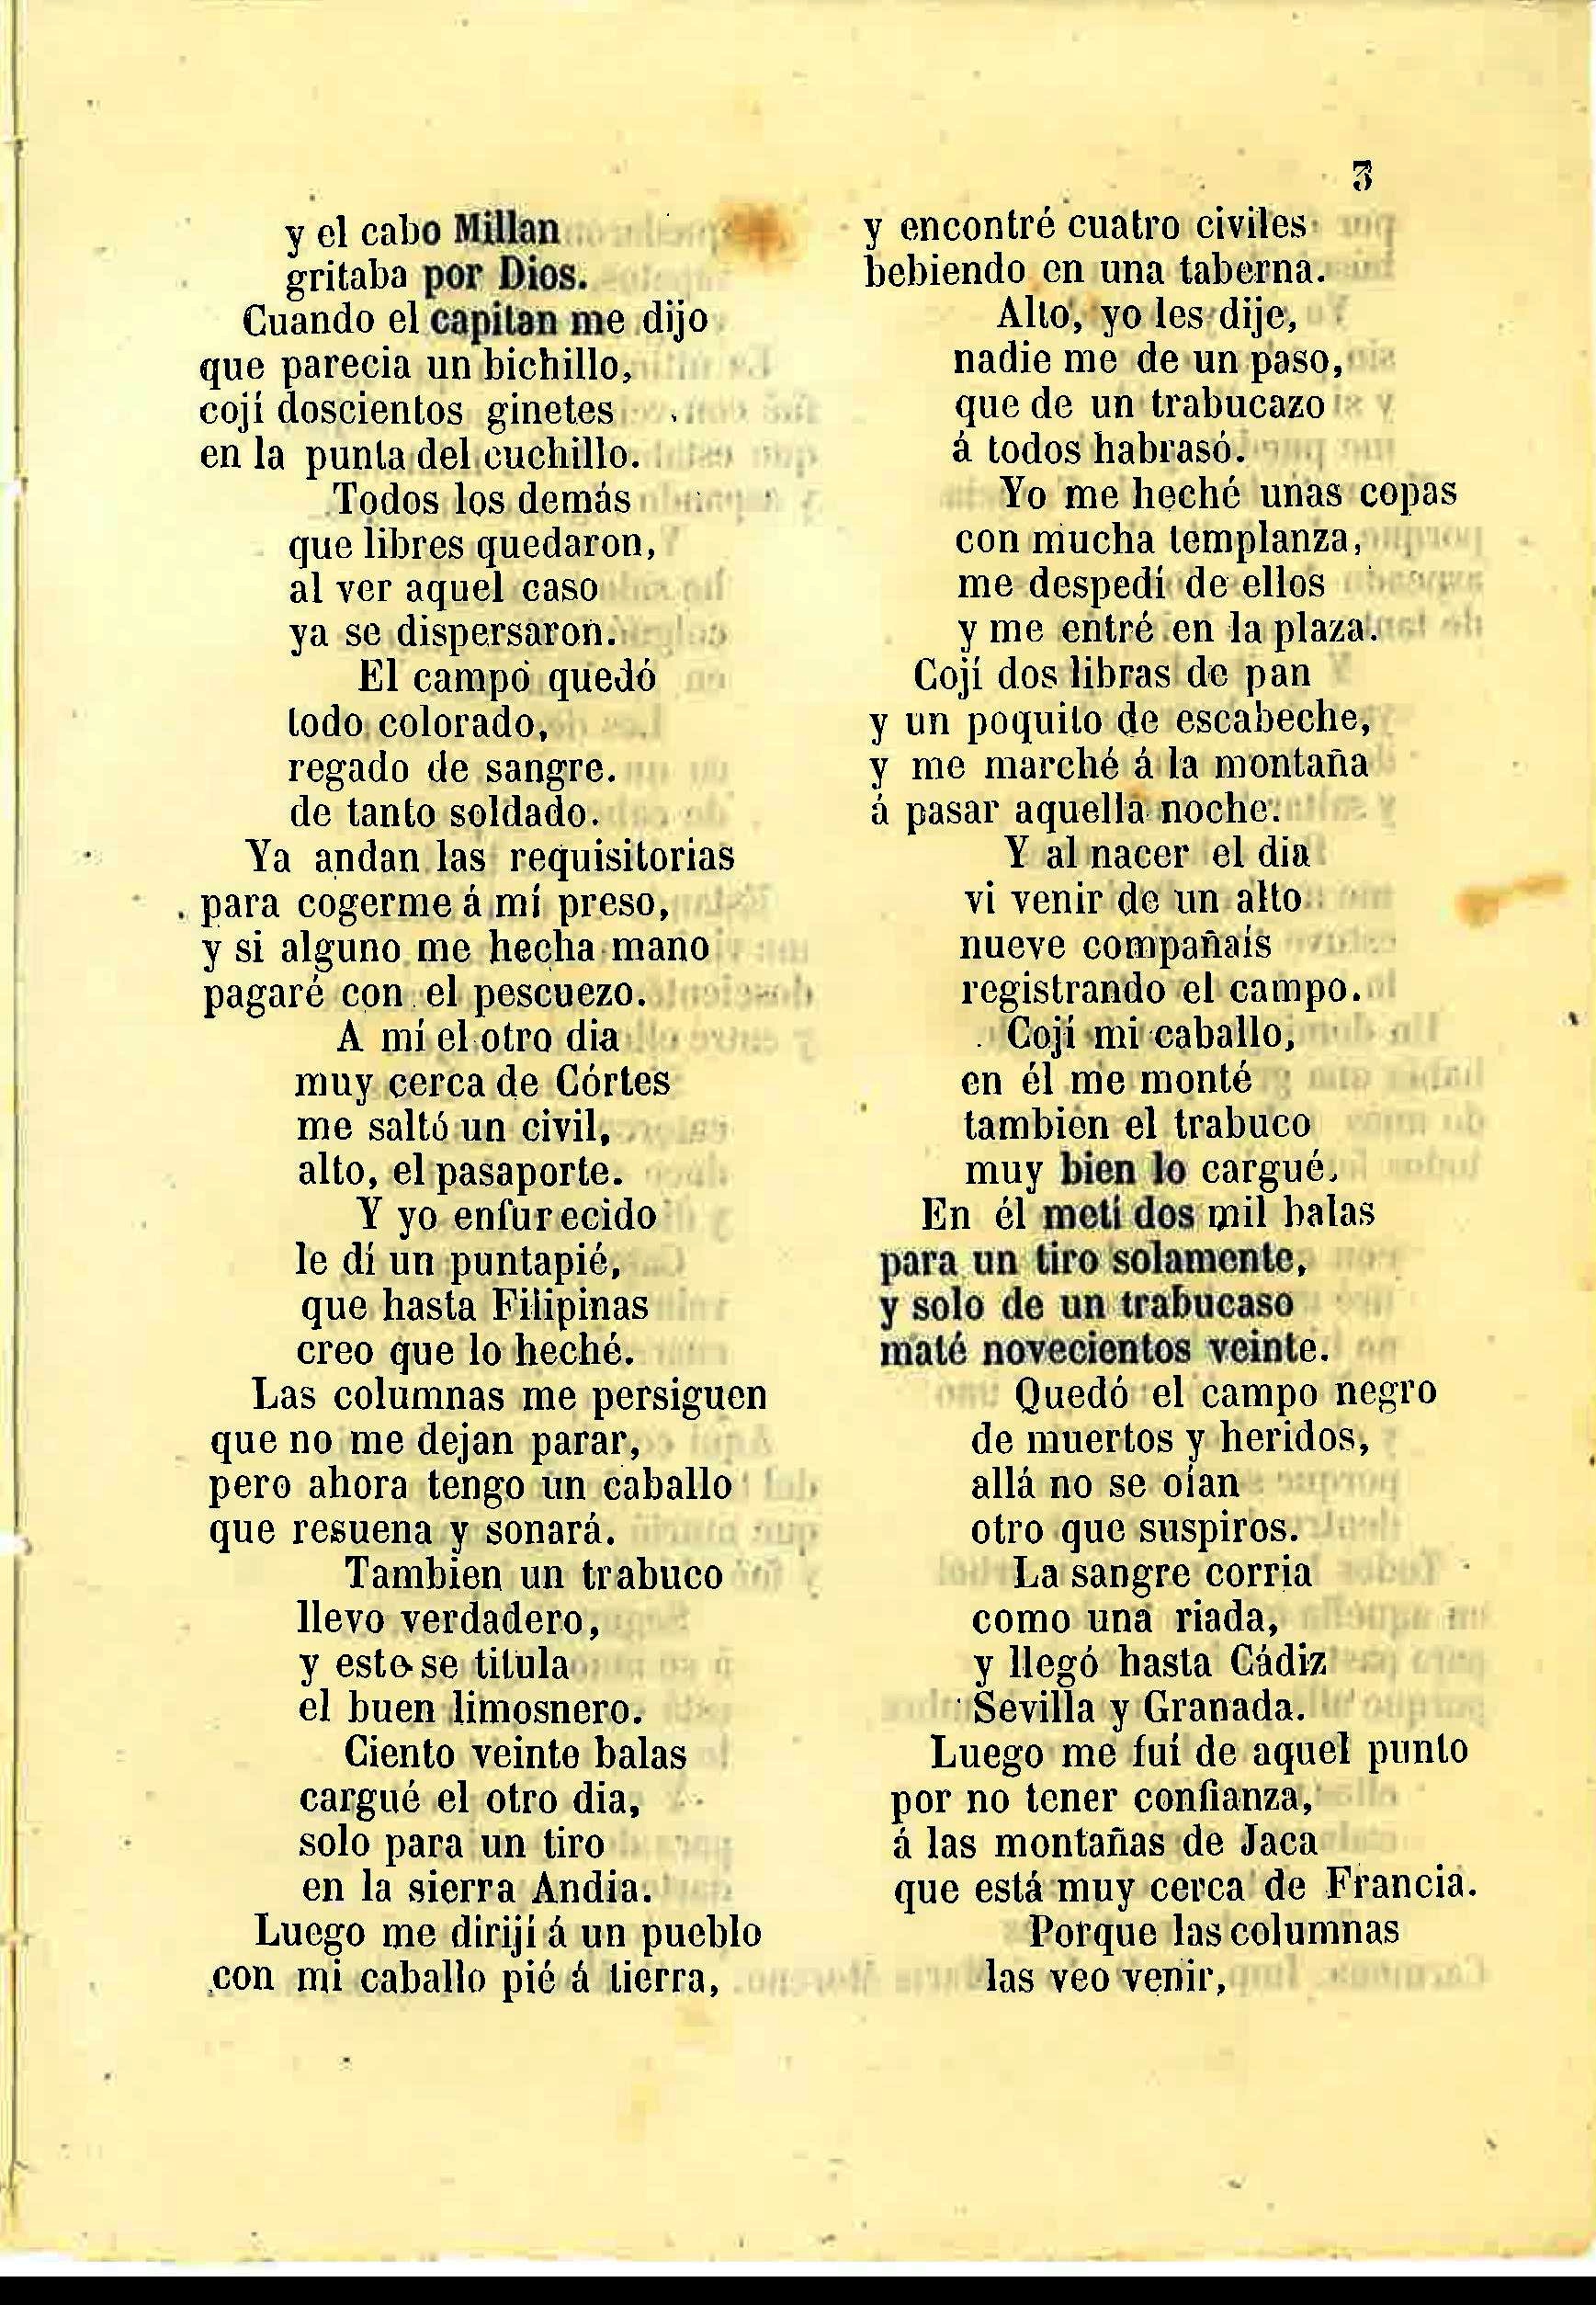 3
y el cabo Millan
gritaba por Dios.
Cuando el capitan me dijo
que parecia un bichillo,
cojí doscientos ginetes
en la punta del cuchillo.
Todos los demás
que libres quedaron,
al ver aquel caso
ya se dispersaron.
El campo quedó
todo colorado,
regado de sangre.
de tanto soldado.
Ya andan las requisitorias
para cogerme á mí preso,
y si alguno me hecha mano
pagaré con el pescuezo.
A mí el otro dia
muy cerca de Córtes
me saltó un civil,
alto, el pasaporte.
Y yo enfurecido
le dí un puntapié,
que hasta Filipinas
creo que lo heché.
Las columnas me persiguen
que no me dejan parar,
pero ahora tengo un caballo
que resuena y sonará.
Tambien un trabuco
llevo verdadero,
y esto se titula
el buen limosnero.
Ciento veinte balas
cargué el otro dia,
solo para un tiro
en la sierra Andia.
Luego me dirijí á un pueblo
con mi caballo pié á tierra,
y encontré cuatro civiles
bebiendo en una taberna.
Alto, yo les dije,
nadie me de un paso,
que de un trabucazo
á todos habrasó.
Yo me heché unas copas
con mucha templanza,
me despedí de ellos
y me entré en la plaza.
Cojí dos libras de pan
y un poquito de escabeche,
y me marché á la montaña
á pasar aquella noche.
Y al nacer el dia
vi venir de un alto
nueve compañaís
registrando el campo.
Cojí mi caballo,
en él me monté
tambien el trabuco
muy bien lo cargué.
En él metí dos mil balas
para un tiro solamente,
y solo de un trabucaso
maté novecientos veinte.
Quedó el campo negro
de muertos y heridos,
allá no se oían
otro que suspiros.
La sangre corria
como una riada,
y llegó hasta Cádiz
Sevilla y Granada.
Luego me fuí de aquel punto
por no tener confianza,
á las montañas de Jaca
que está muy cerca de Francia.
Porque las columnas
las veo venir,